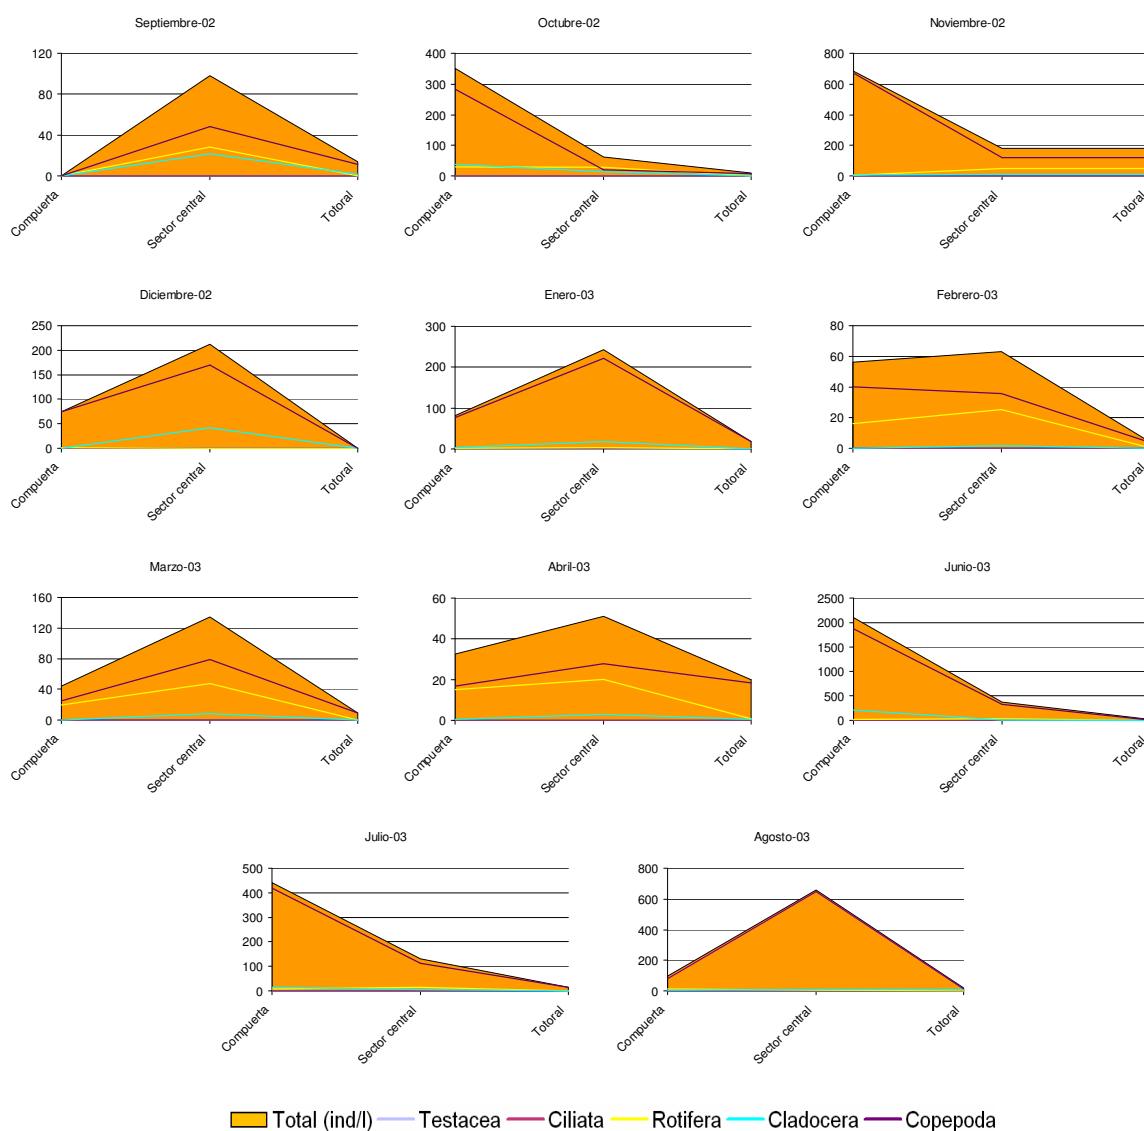 Septiembre-02
120
80
40
0
Compuerta
Sector central
Totoral
Octubre-02
400
300
200
100
0
Compuerta
Sector central
Totoral
Noviembre-02
800
600
400
200
0
Compuerta
Sector central
Totoral
Diciembre-02
250
200
150
100
50
0
Compuerta
Sector central
Totoral
Enero-03
300
200
100
0
Compuerta
Sector central
Totoral
Febrero-03
80
60
40
20
0
Compuerta
Sector central
Totoral
Marzo-03
160
120
80
40
0
Compuerta
Sector central
Totoral
Abril-03
60
40
20
0
Compuerta
Sector central
Totoral
Junio-03
2500
2000
1500
1000
500
0
Compuerta
Sector central
Totoral
Julio-03
500
400
300
200
100
0
Compuerta
Sector central
Totoral
Agosto-03
800
600
400
200
0
Compuerta
Sector central
Totoral
Total (ind/l) Testacea Ciliata Rotifera Cladocera Copepoda